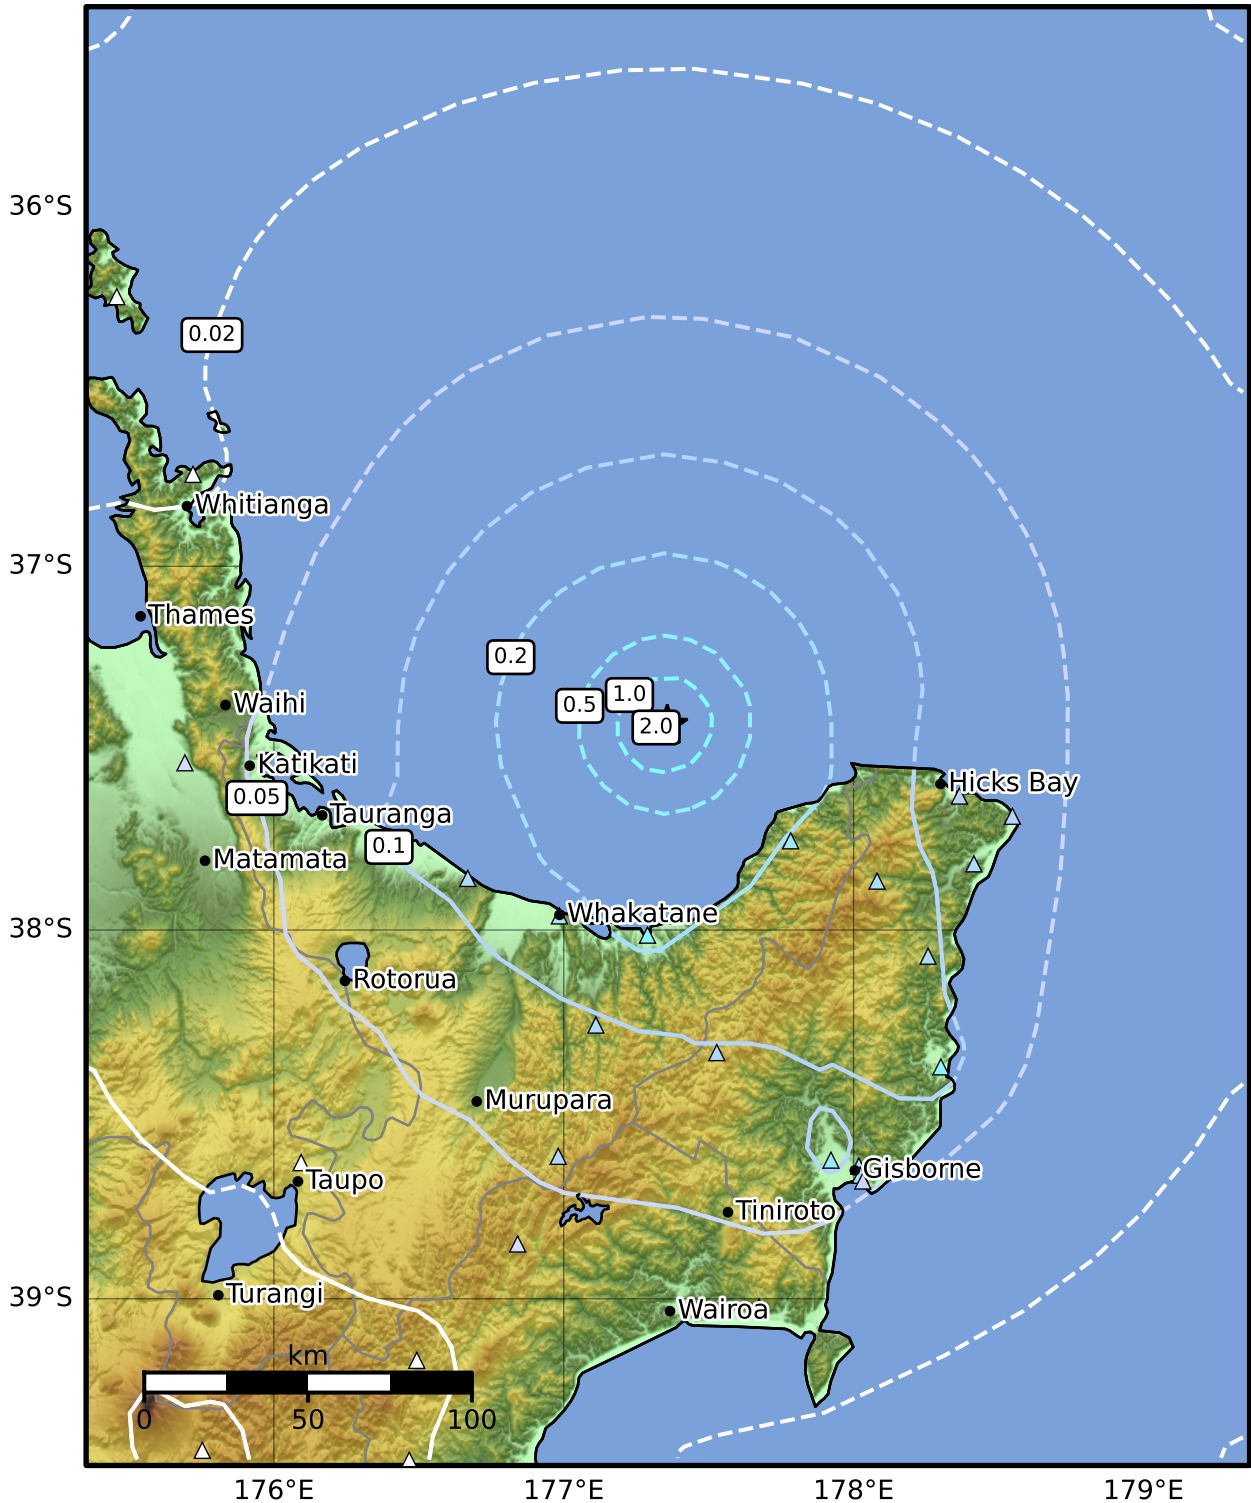 36°S
0.02
Whitianga
37°S
Thames
0.2
Waihi
0.5
1.0
2.0
Katikati
Hicks Bay
0.05
Tauranga
0.1
Matamata
Whakatane
38°S
Rotorua
Murupara
Gisborne
Taupo
Tiniroto
Turangi
39°S
Wairoa
km
0 50 100
176°E 177°E 178°E 179°E